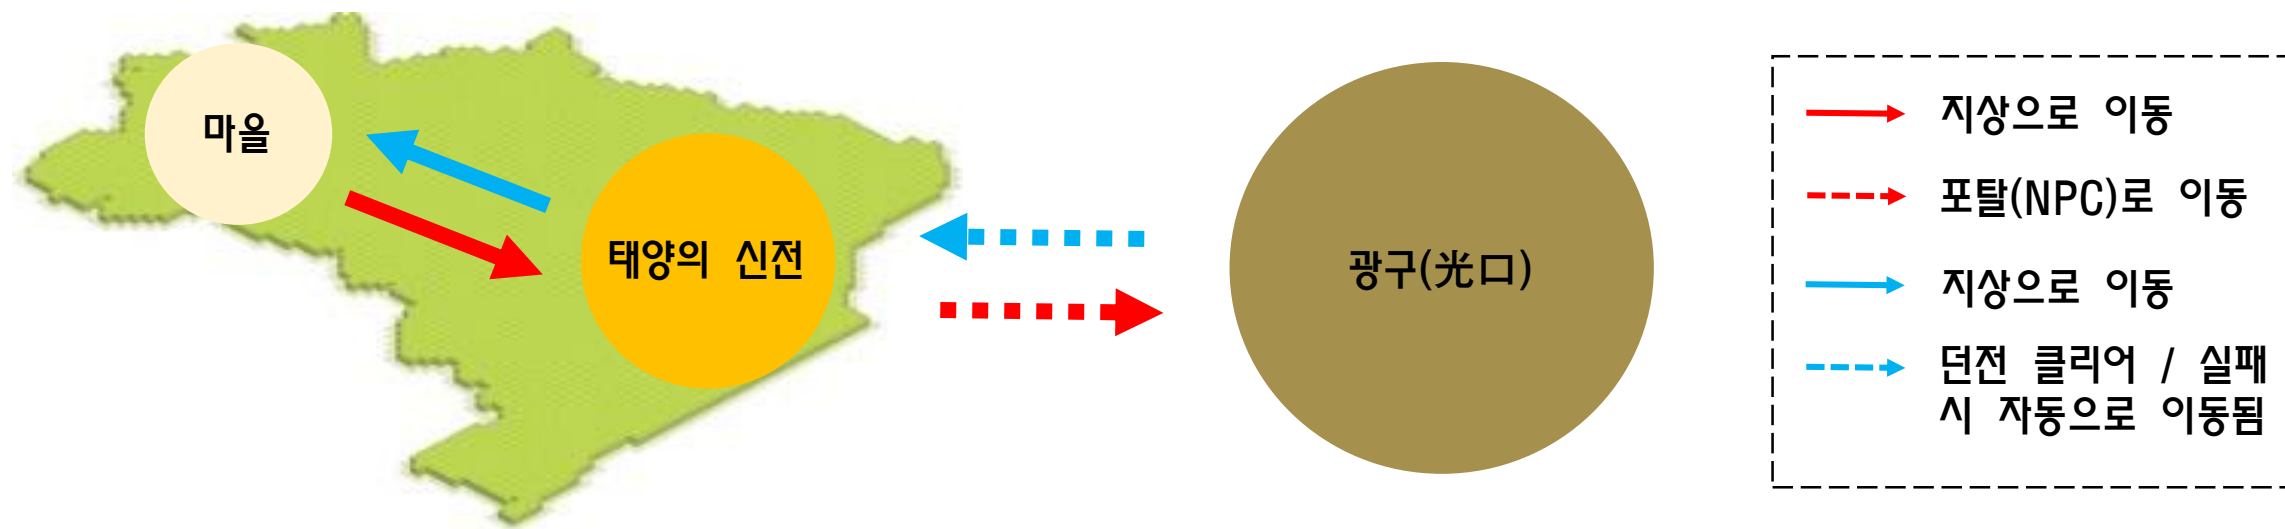 마을
태양의 신전
광구(光口)
지상으로 이동
포탈(NPC)로 이동
지상으로 이동
던전 클리어 / 실패
시 자동으로 이동됨